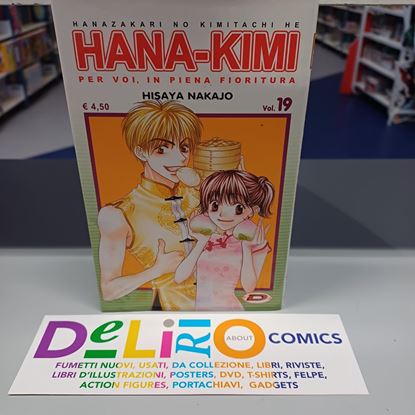 HANAZAKARI NO KIMITACHI HE
HANA-KIMI
PER VOI, IN PIENA FIORITURA
HISAYA NAKAJO
€ 4,50
Vol. 19
D
DeLiRiO ABOUT COMICS
FUMETTI NUOVI, USATI, DA COLLEZIONE, LIBRI, RIVISTE,
LIBRI D'ILLUSTRAZIONI, POSTERS, DVD, T-SHIRTS, FELPE,
ACTION FIGURES, PORTACHIAVI, GADGETS